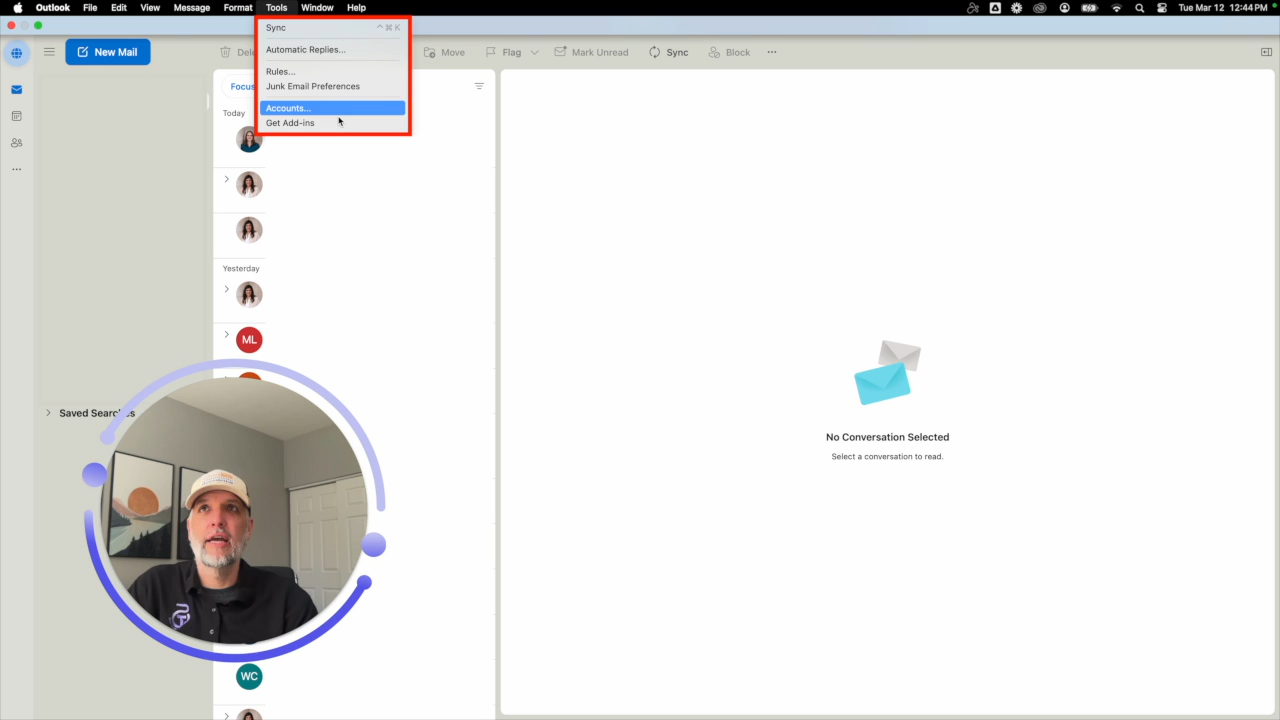 Outlook File Edit View Message Format Tools Window Help Tue Mar 12 12:44 PM
Sync ^⌘K
New Mail Dele Move Flag Mark Unread Sync Block ...
Automatic Replies...
Rules...
Focus Junk Email Preferences
Today Accounts...
Get Add-ins
Yesterday
ML
Saved Searches
No Conversation Selected
Select a conversation to read.
WC